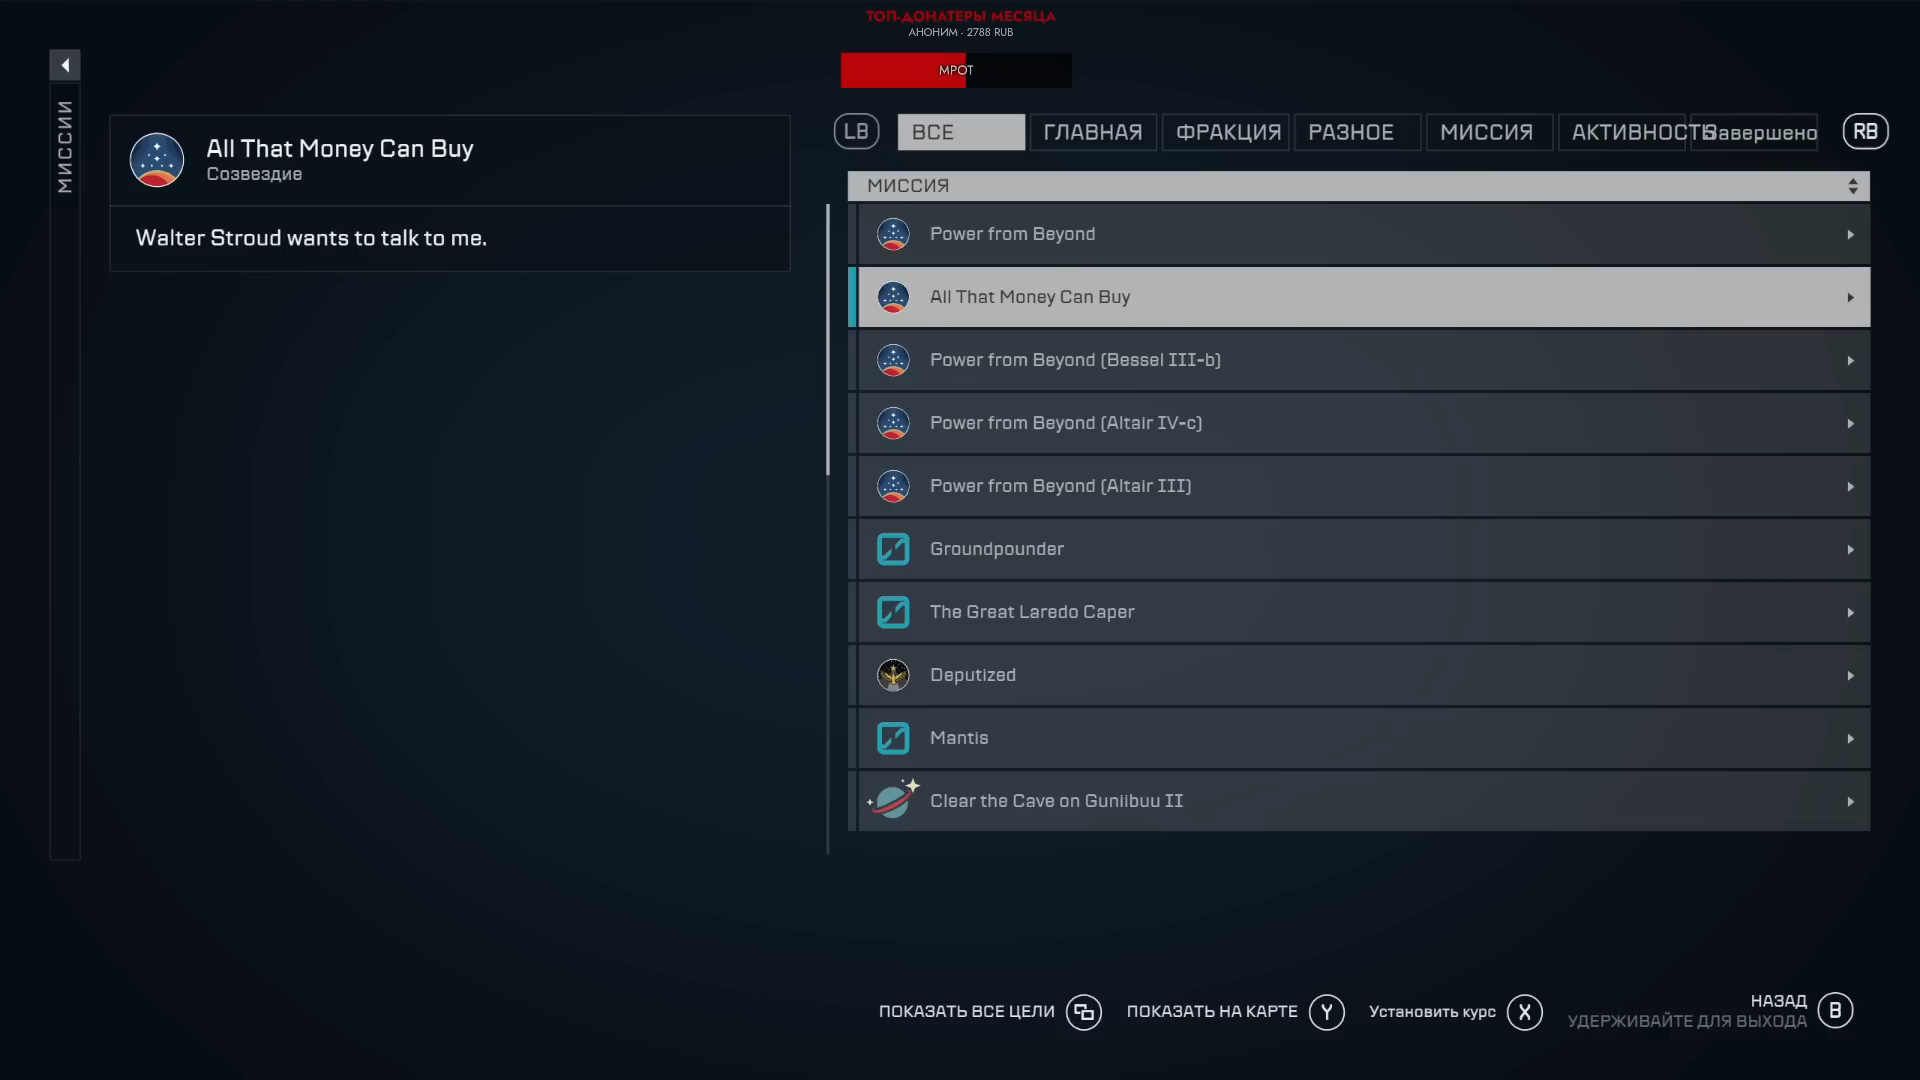 ТОП-ДОНАТЕРЫ МЕСЯЦА
АНОНИМ - 2788 RUB
МРОТ
МИССИИ
All That Money Can Buy
Созвездие
Walter Stroud wants to talk to me.
LB ВСЕ ГЛАВНАЯ ФРАКЦИЯ РАЗНОЕ МИССИЯ АКТИВНОСТЬ Завершено RB
МИССИЯ
Power from Beyond
All That Money Can Buy
Power from Beyond (Bessel III-b)
Power from Beyond (Altair IV-c)
Power from Beyond (Altair III)
Groundpounder
The Great Laredo Caper
Deputized
Mantis
Clear the Cave on Guniibuu II
ПОКАЗАТЬ ВСЕ ЦЕЛИ ПОКАЗАТЬ НА КАРТЕ Y Установить курс X НАЗАД B
УДЕРЖИВАЙТЕ ДЛЯ ВЫХОДА